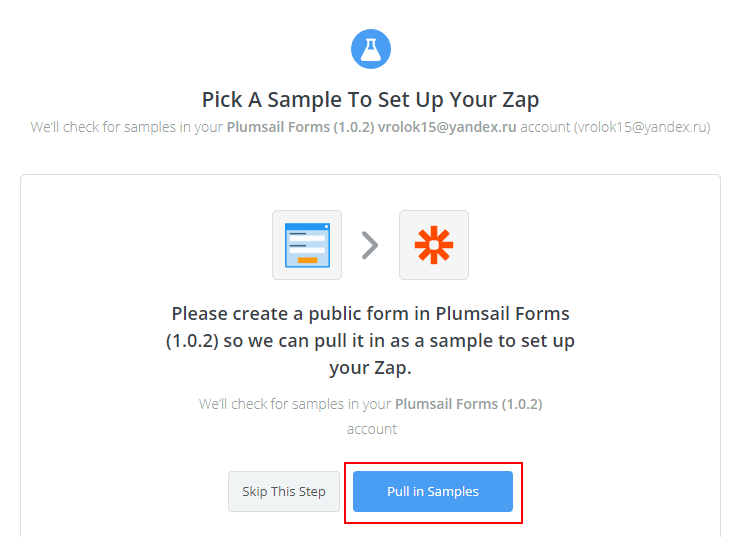 Pick A Sample To Set Up Your Zap
We'll check for samples in your Plumsail Forms (1.0.2) vrolok15@yandex.ru account (vrolok15@yandex.ru)
Please create a public form in Plumsail Forms
(1.0.2) so we can pull it in as a sample to set up
your Zap.
We'll check for samples in your Plumsail Forms (1.0.2)
account
Skip This Step
Pull in Samples